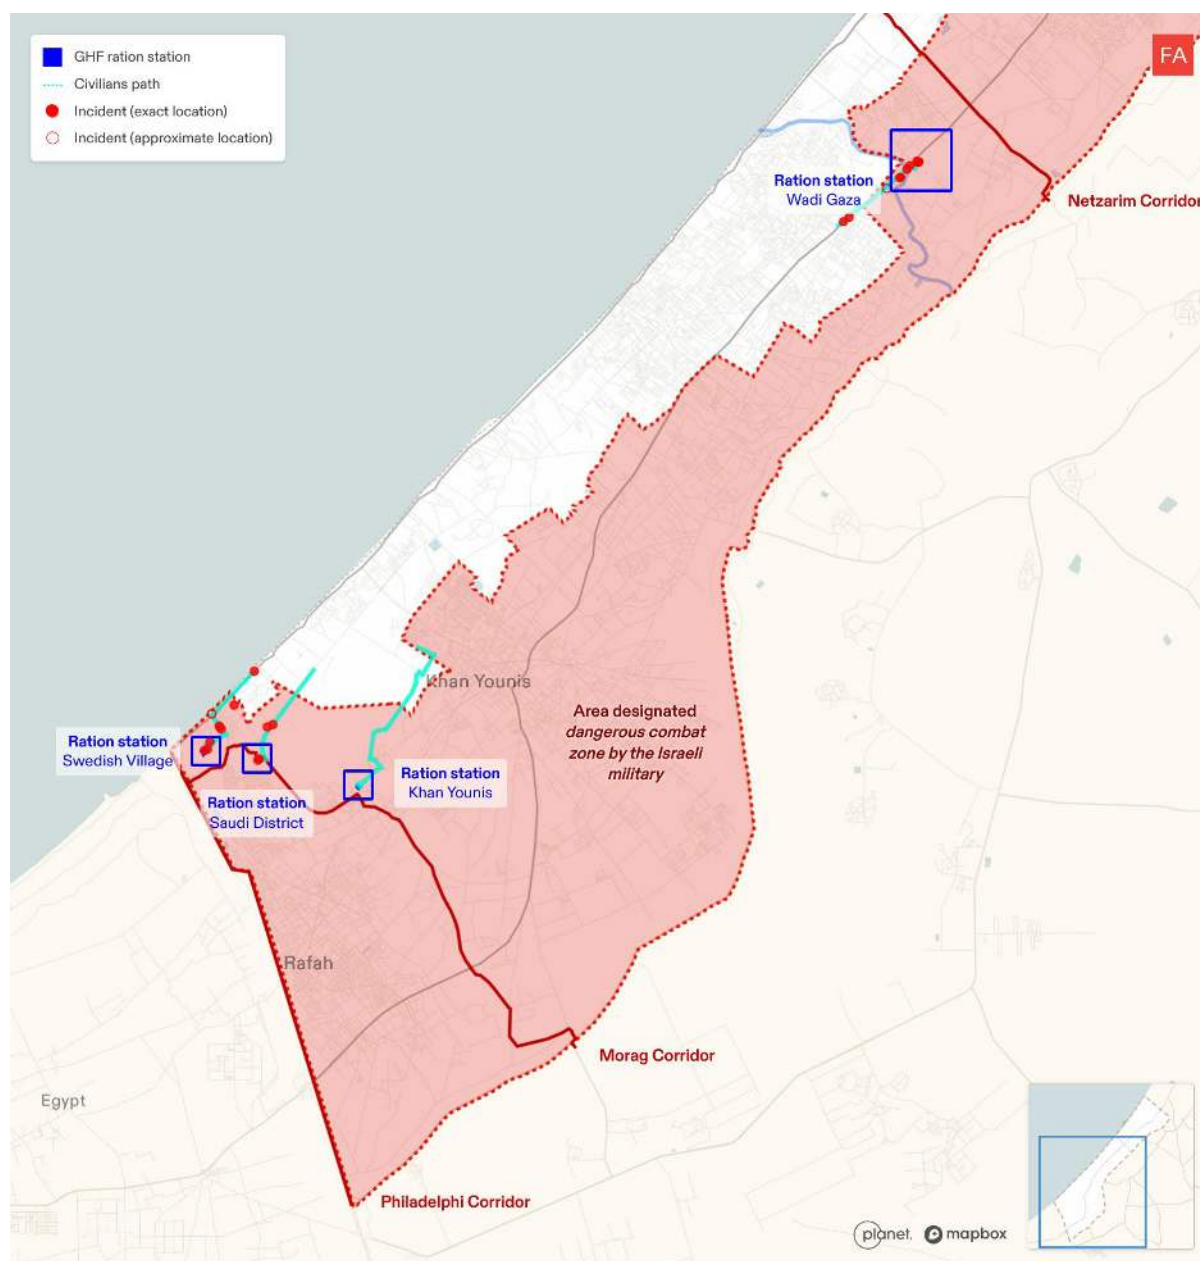 GHF ration station
Civilians path
Incident (exact location)
Incident (approximate location)
FA
Ration station
Wadi Gaza
Netzarim Corridor
Khan Younis
Area designated
dangerous combat
zone by the Israeli
military
Ration station
Swedish Village
Ration station
Khan Younis
Ration station
Saudi District
Rafah
Morag Corridor
Egypt
Philadelphi Corridor
planet.
mapbox